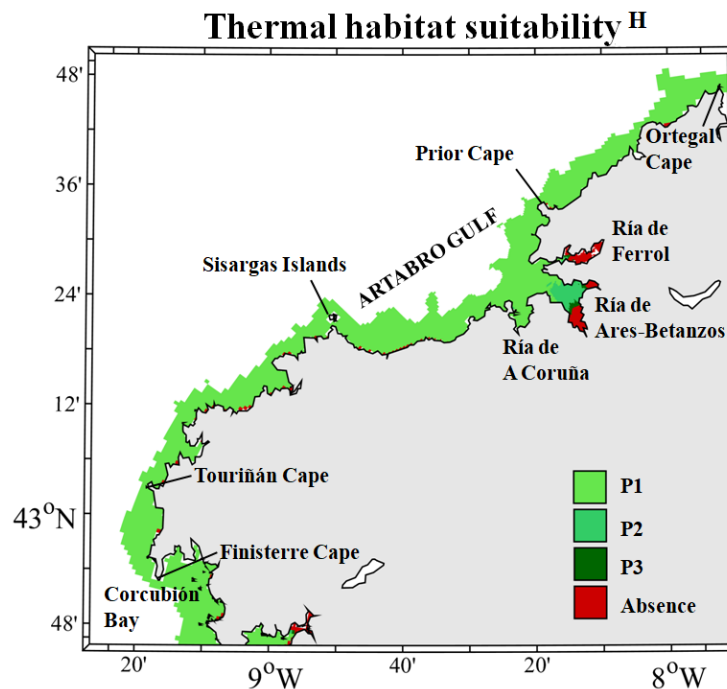 Thermal habitat suitability H
48'
Ortegal
Cape
Prior Cape
36'
Ría de
Ferrol
ARTABRO GULF
Sisargas Islands
24'
Ría de
Ares-Betanzos
Ría de
A Coruña
12'
Touriñán Cape
P1
43°N
P2
Finisterre Cape
P3
Corcubión
Bay
Absence
48'
20'
9°W
40'
20'
8°W